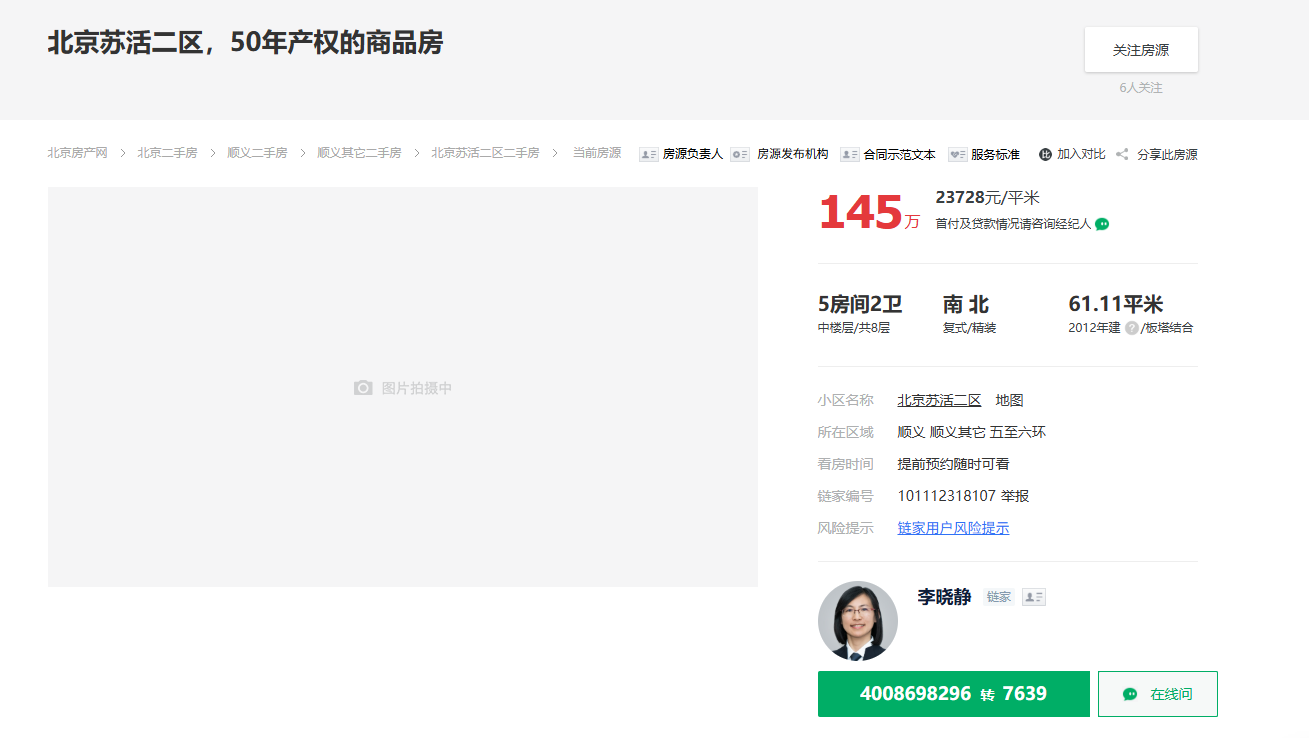 北京苏活二区，50年产权的商品房
关注房源
6人关注
北京房产网 > 北京二手房 > 顺义二手房 > 顺义其它二手房 > 北京苏活二区二手房 > 当前房源
房源负责人 房源发布机构 合同示范文本 服务标准 加入对比 分享此房源
图片拍摄中
145万
23728元/平米
首付及贷款情况请咨询经纪人
5房间2卫 南 北 61.11平米
中楼层/共8层 复式/精装 2012年建 ? /板塔结合
小区名称 北京苏活二区 地图
所在区域 顺义 顺义其它 五至六环
看房时间 提前预约随时可看
链家编号 101112318107 举报
风险提示 链家用户风险提示
李晓静 链家
4008698296 转 7639
在线问